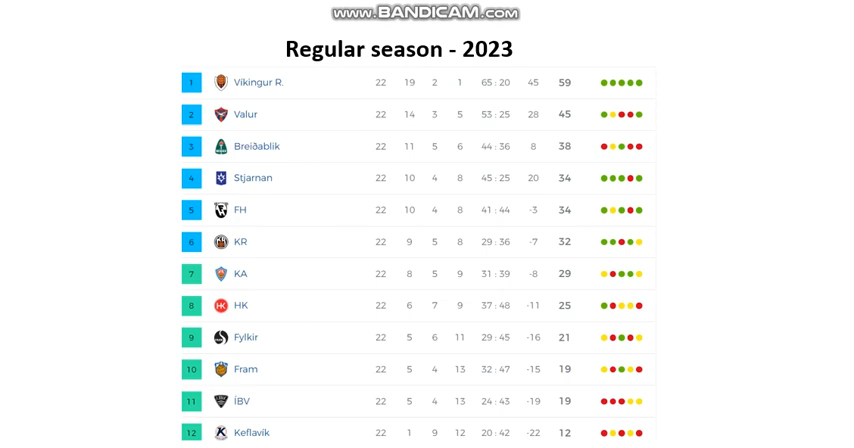 www.BANDICAM.com
Regular season - 2023
1 Víkingur R. 22 19 2 1 65 : 20 45 59
2 Valur 22 14 3 5 53 : 25 28 45
3 Breiðablik 22 11 5 6 44 : 36 8 38
4 Stjarnan 22 10 4 8 45 : 25 20 34
5 FH 22 10 4 8 41 : 44 -3 34
6 KR 22 9 5 8 29 : 36 -7 32
7 KA 22 8 5 9 31 : 39 -8 29
8 HK HK 22 6 7 9 37 : 48 -11 25
9 Fylkir 22 5 6 11 29 : 45 -16 21
10 Fram 22 5 4 13 32 : 47 -15 19
11 ÍBV 22 5 4 13 24 : 43 -19 19
12 Keflavík 22 1 9 12 20 : 42 -22 12